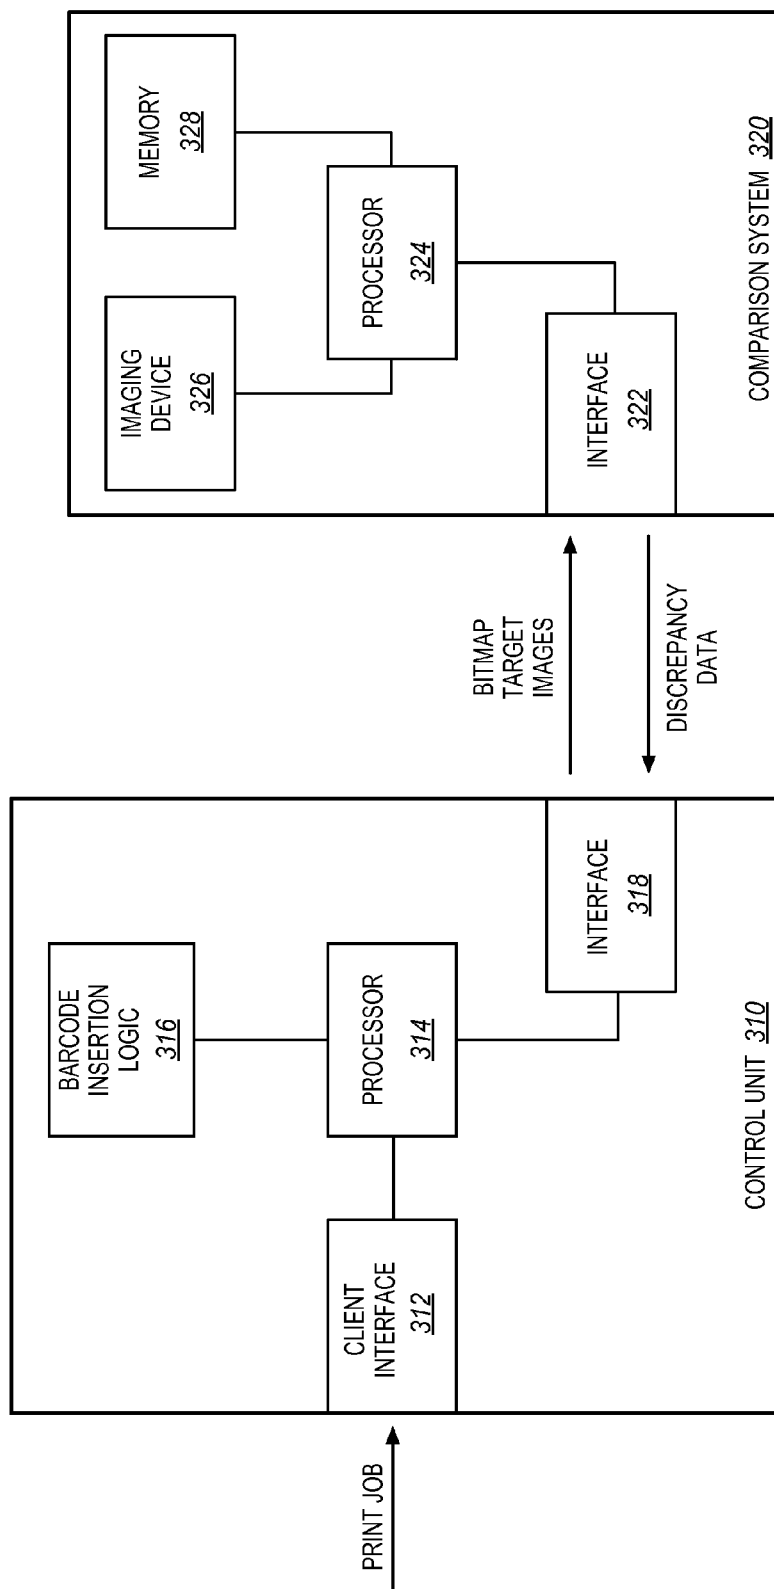 PRINT JOB
CLIENT
INTERFACE
312
BARCODE
INSERTION
LOGIC
316
PROCESSOR
314
INTERFACE
318
CONTROL UNIT 310
BITMAP
TARGET
IMAGES
DISCREPANCY
DATA
IMAGING
DEVICE
326
MEMORY
328
PROCESSOR
324
INTERFACE
322
COMPARISON SYSTEM 320